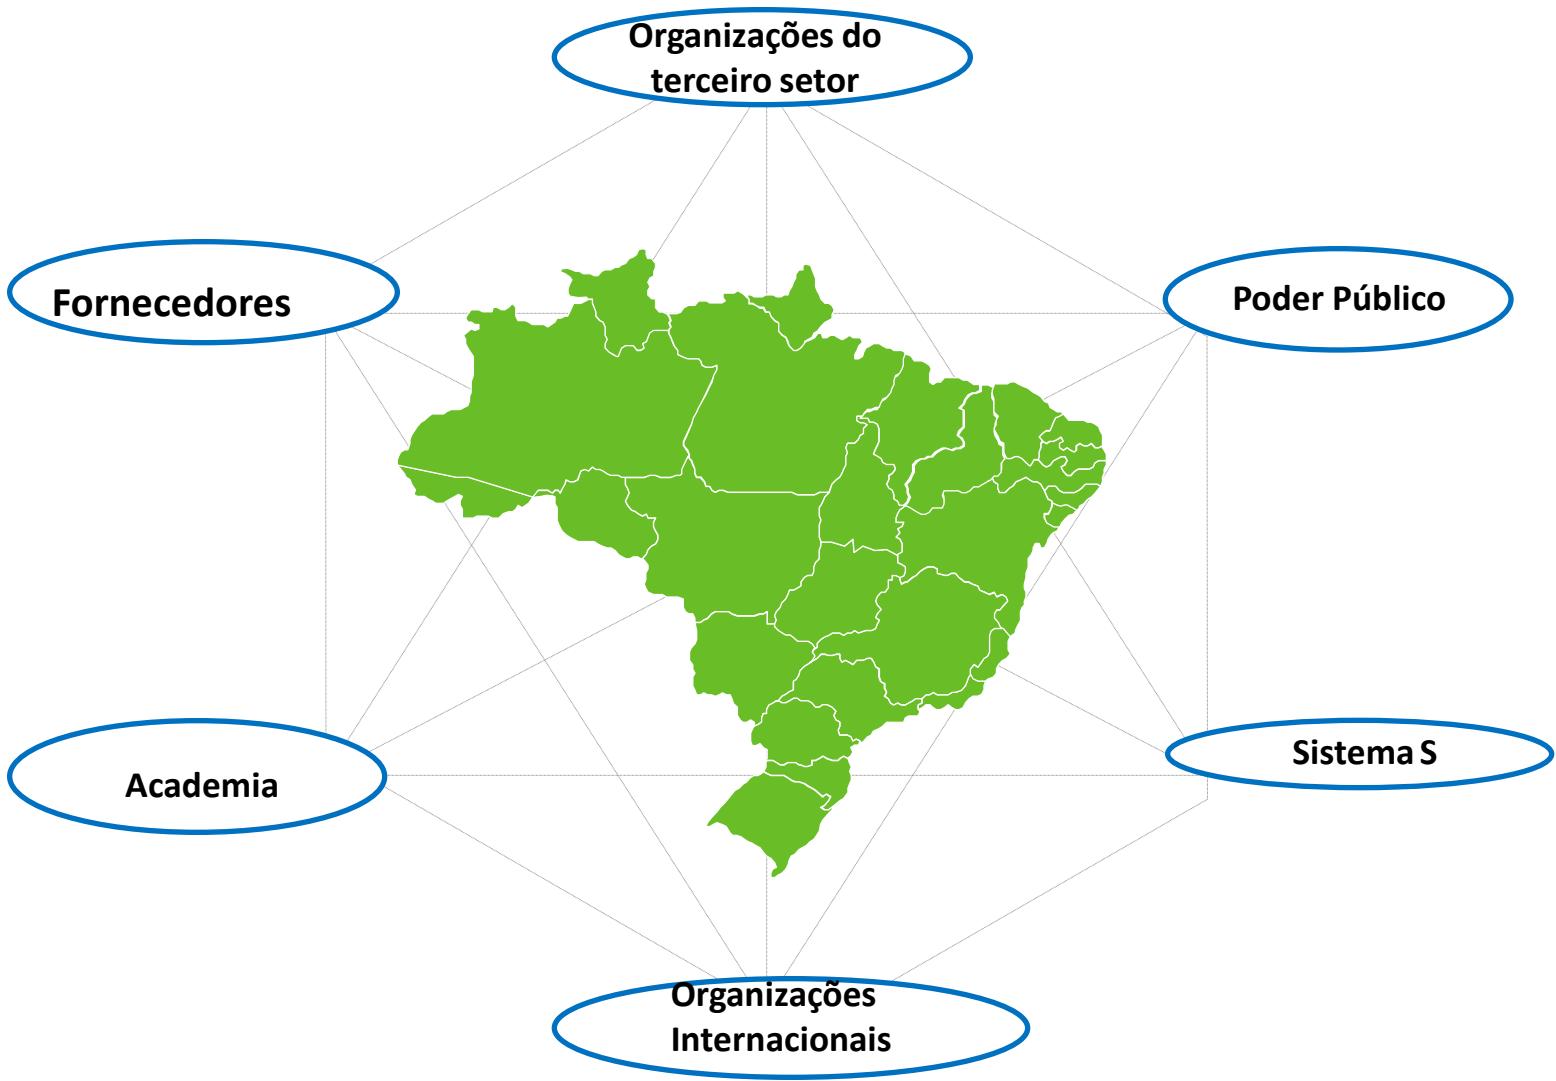 Organizações do
terceiro setor
Fornecedores
Poder Público
Academia
Sistema S
Organizações
Internacionais